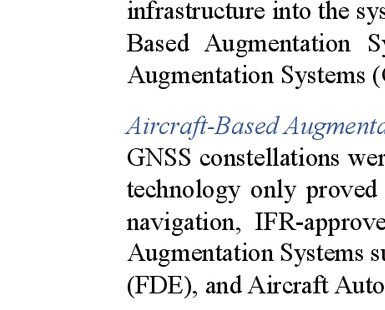 infrastructure into the sys
Based Augmentation Sy
Augmentation Systems (
Aircraft-Based Augmenta
GNSS constellations wer
technology only proved
navigation, IFR-approve
Augmentation Systems su
(FDE), and Aircraft Auto